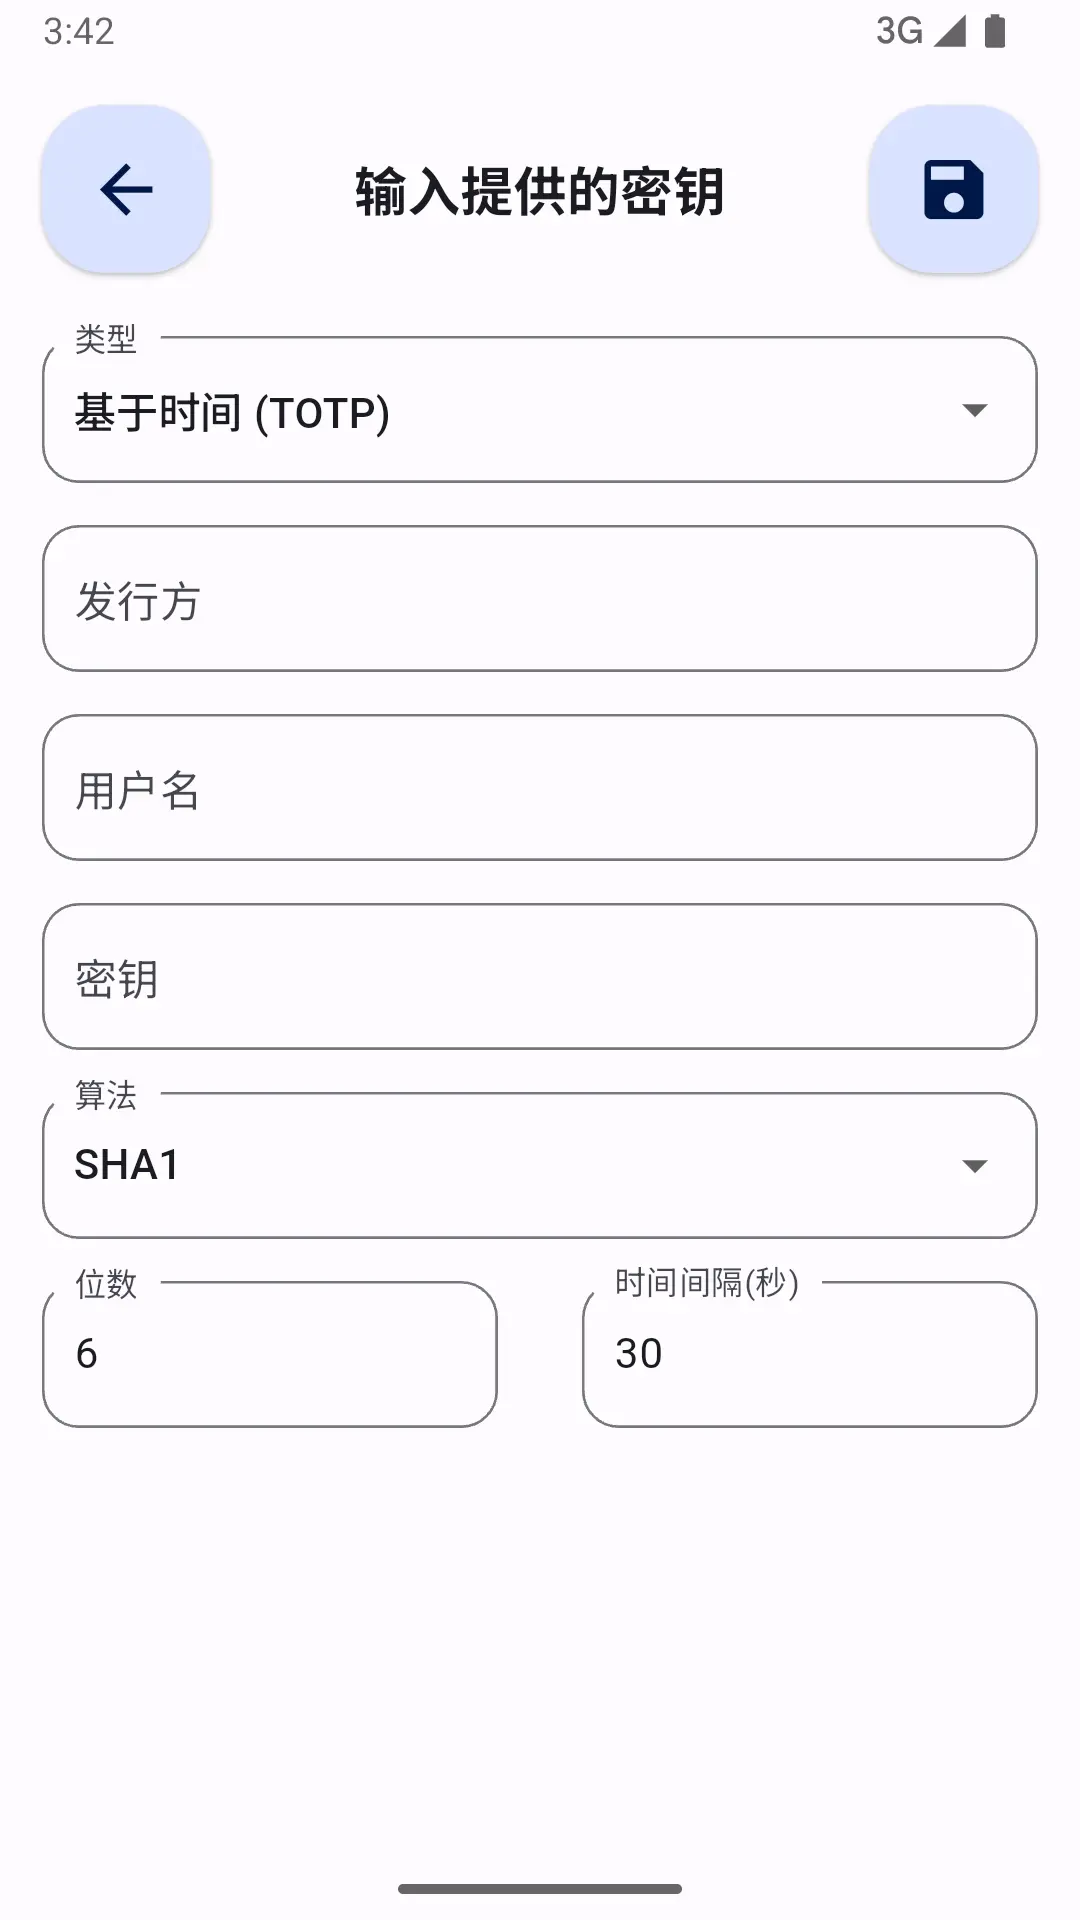 3:42
3G
输入提供的密钥
类型
基于时间 (TOTP)
发行方
用户名
密钥
算法
SHA1
位数
时间间隔(秒)
6
30